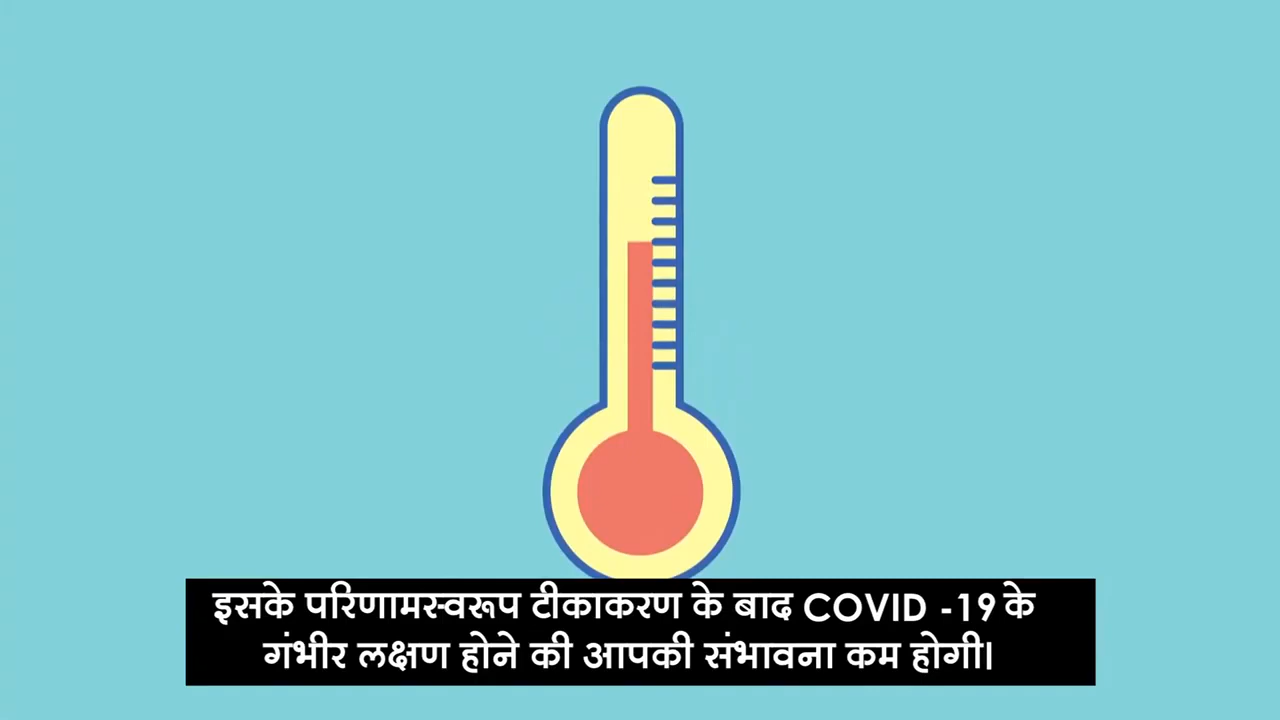 इसके परिणामस्वरूप टीकाकरण के बाद COVID -19 के
गंभीर लक्षण होने की आपकी संभावना कम होगी।